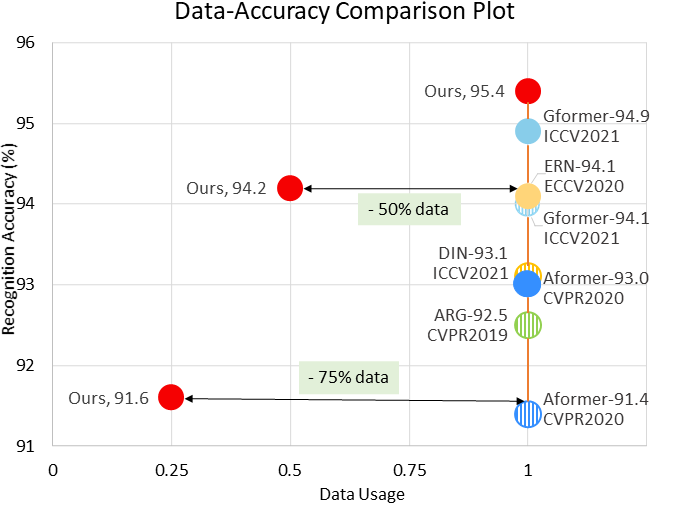 Data-Accuracy Comparison Plot
96
95
94
93
92
91
Recognition Accuracy (%)
Ours, 95.4
Gformer-94.9
ICCV2021
ERN-94.1
ECCV2020
Ours, 94.2
- 50% data
Gformer-94.1
ICCV2021
DIN-93.1
ICCV2021
Aformer-93.0
CVPR2020
ARG-92.5
CVPR2019
- 75% data
Ours, 91.6
Aformer-91.4
CVPR2020
0
0.25
0.5
0.75
1
Data Usage